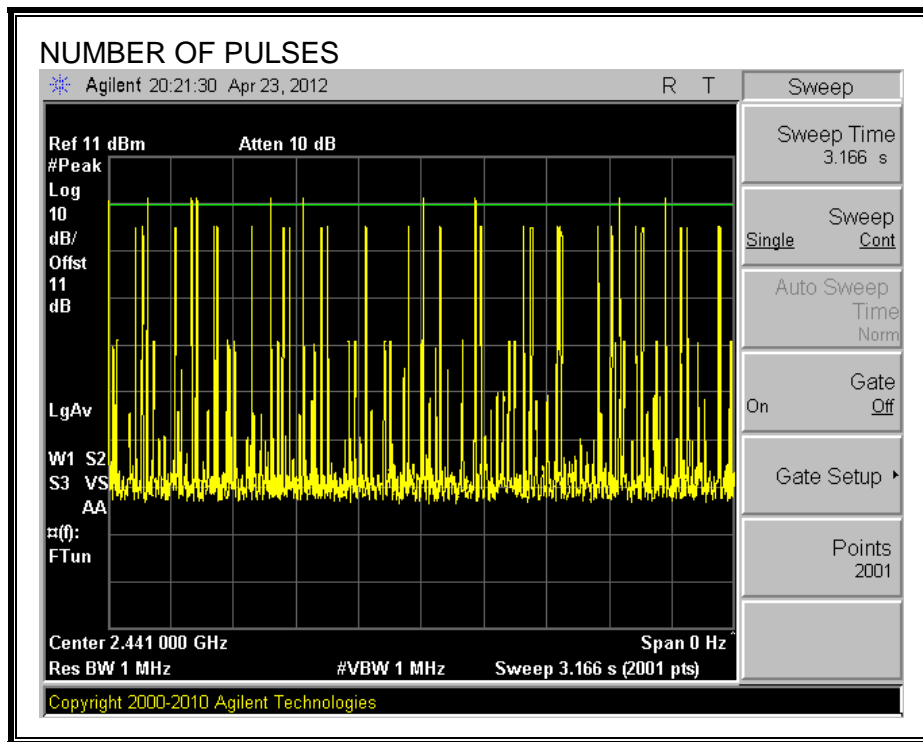 NUMBER OF PULSES
Agilent 20:21:30 Apr 23, 2012 R T
Ref 11 dBm Atten 10 dB
#Peak
Log
10
dB/
Offst
11
dB
LgAv
W1 S2
S3 VS
AA
¤(f):
FTun
Center 2.441 000 GHz Span 0 Hz^
Res BW 1 MHz #VBW 1 MHz Sweep 3.166 s (2001 pts)
Copyright 2000-2010 Agilent Technologies
Sweep
Sweep Time
3.166 s
Sweep
Single Cont
Auto Sweep
Time
Norm
Gate
On Off
Gate Setup
Points
2001